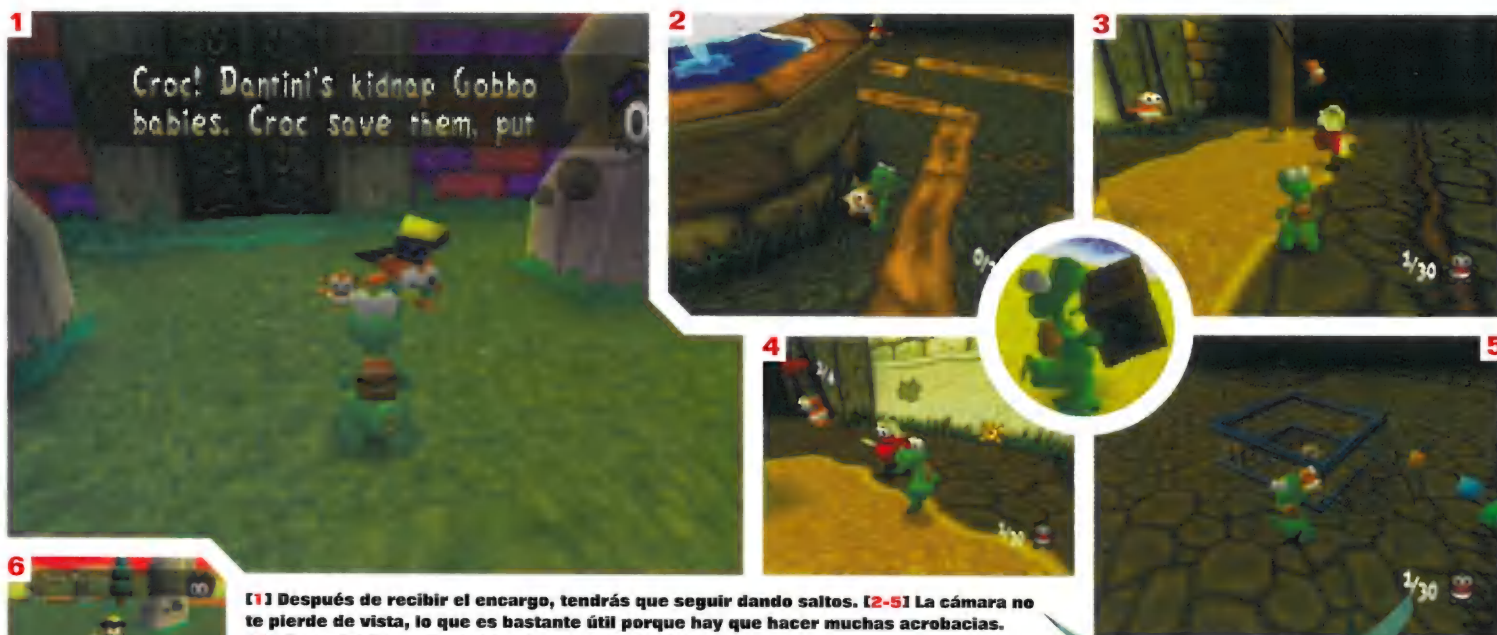 1
Croc! Dantini's kidnap Gobbo
babies. Croc save them, put
0
2
0/3
3
1/30
4
1/30
5
1/30
6
[1] Después de recibir el encargo, tendrás que seguir dando saltos. [2-5] La cámara no
te pierde de vista, lo que es bastante útil porque hay que hacer muchas acrobacias.